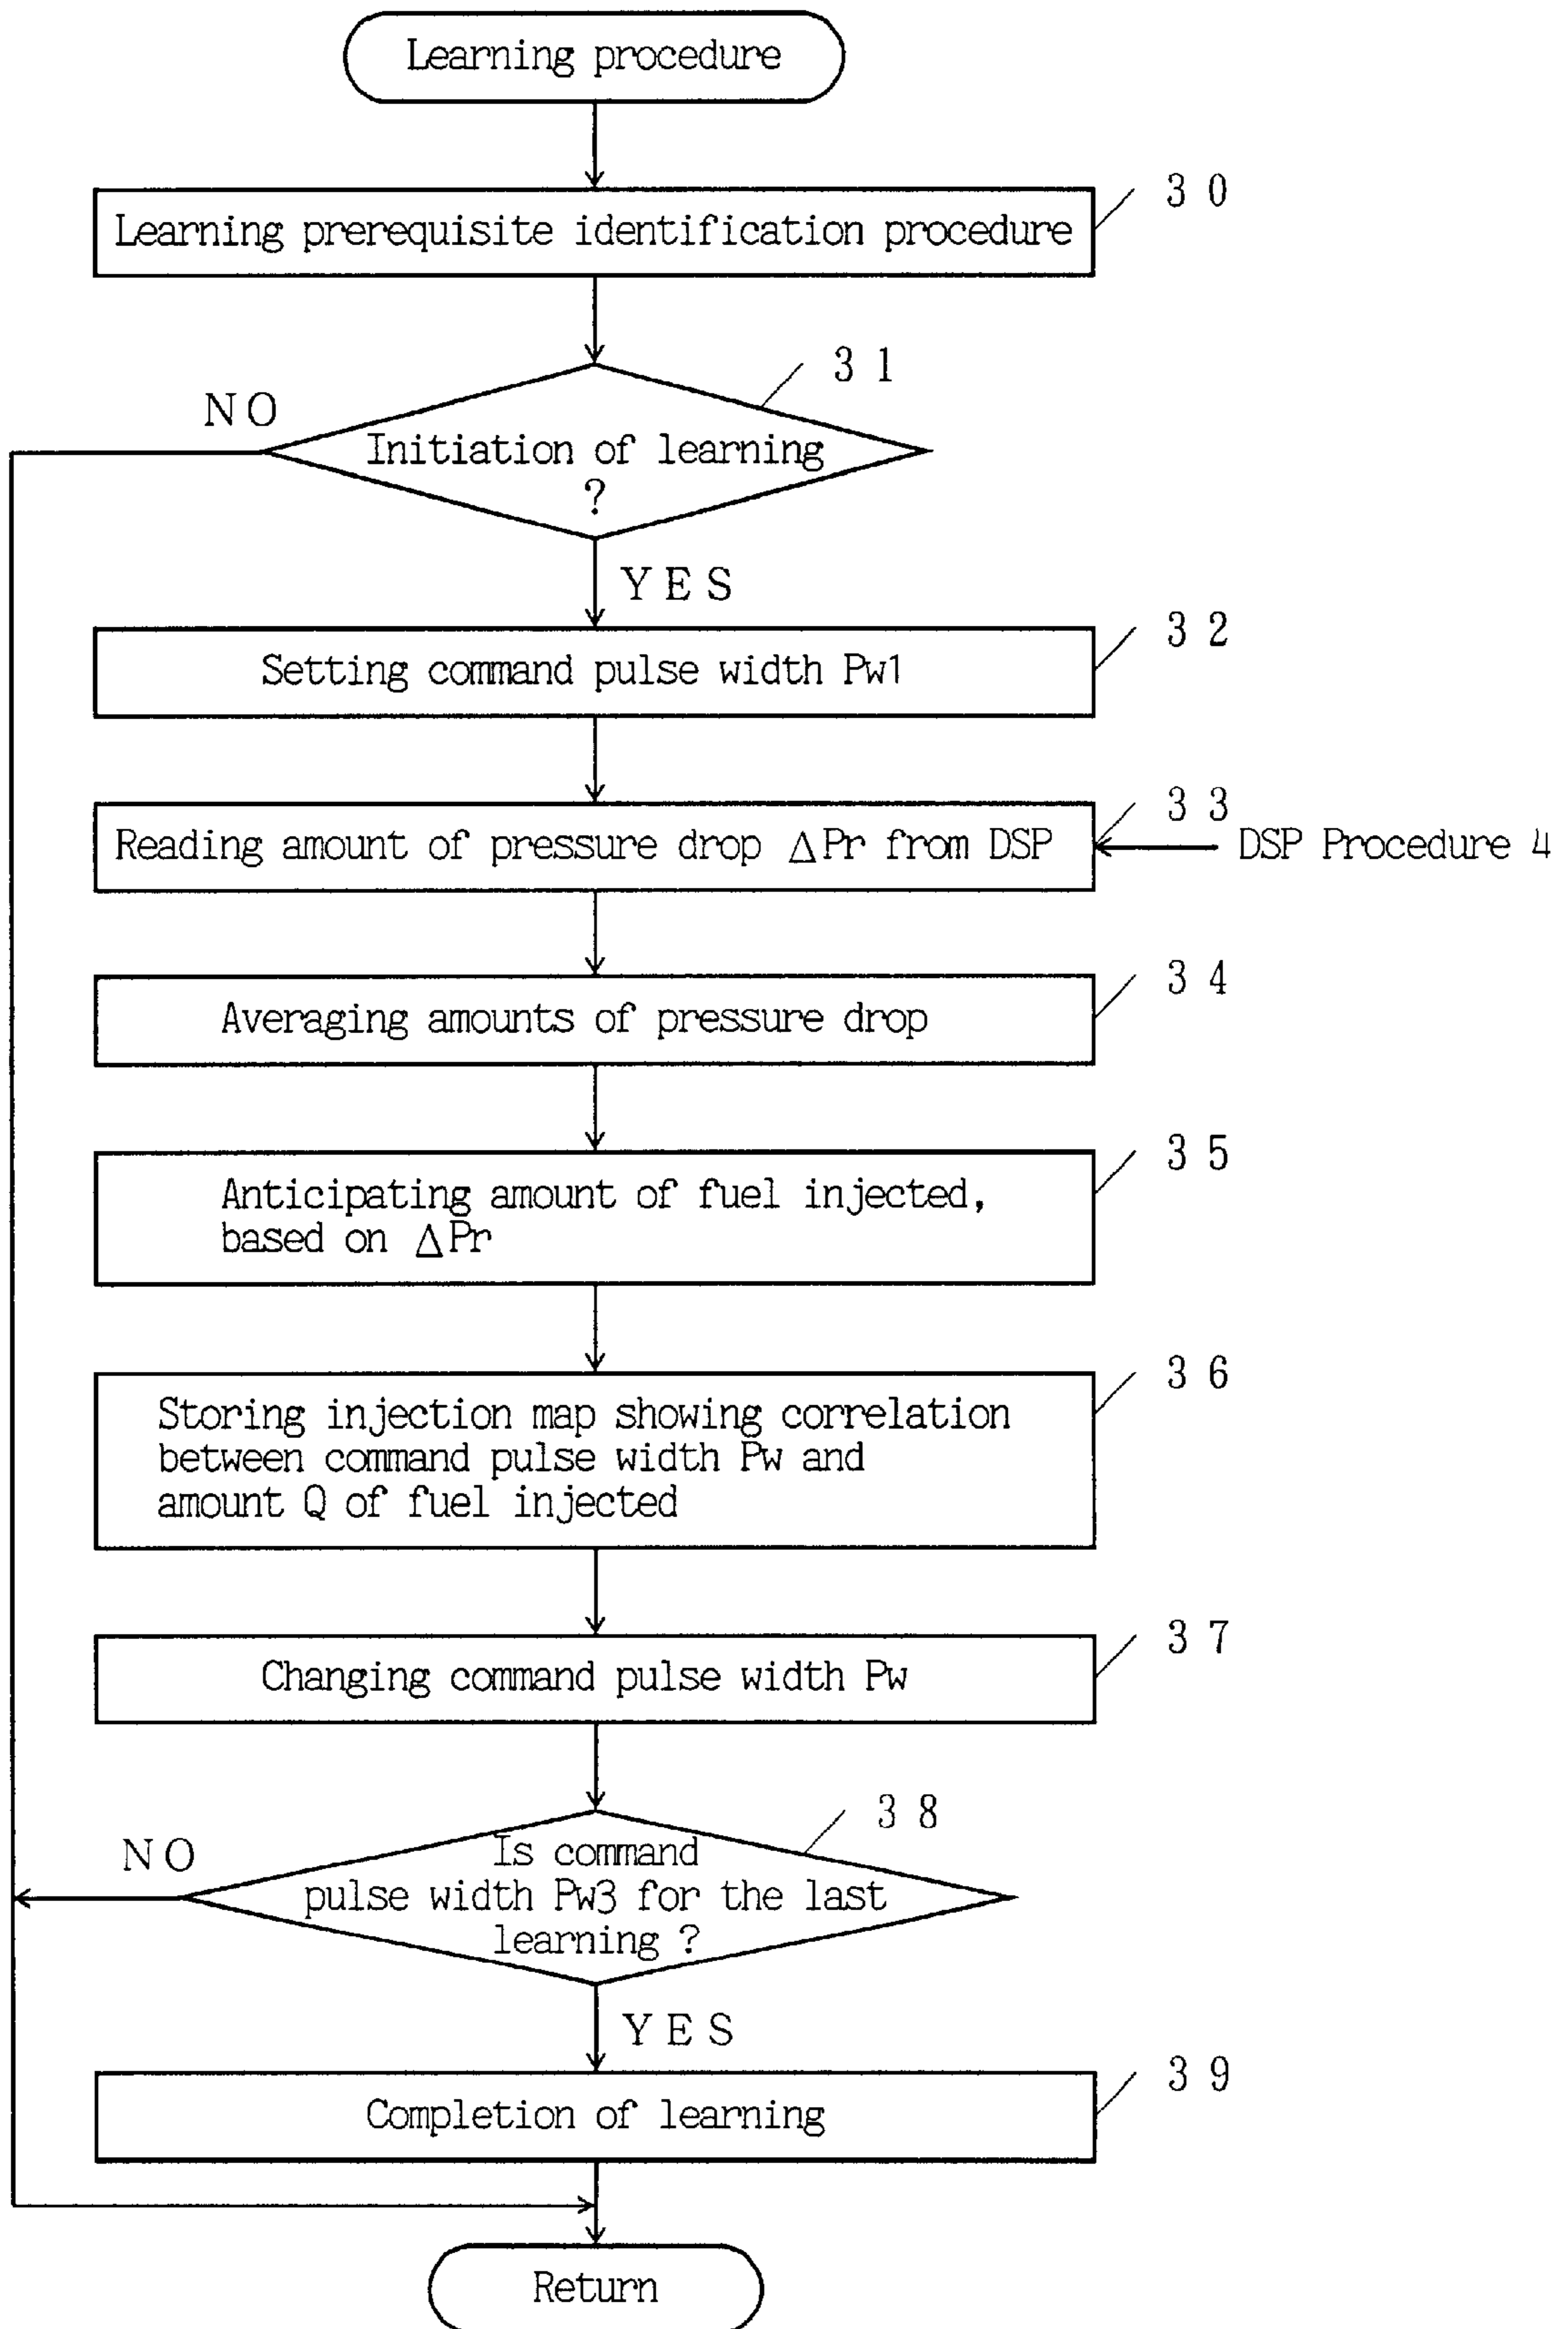 Learning procedure
30
Learning prerequisite identification procedure
31
NO
Initiation of learning
?
YES
32
Setting command pulse width Pw1
33
Reading amount of pressure drop ΔPr from DSP
DSP Procedure 4
34
Averaging amounts of pressure drop
35
Anticipating amount of fuel injected,
based on ΔPr
36
Storing injection map showing correlation
between command pulse width Pw and
amount Q of fuel injected
37
Changing command pulse width Pw
38
NO
Is command
pulse width Pw3 for the last
learning ?
YES
39
Completion of learning
Return